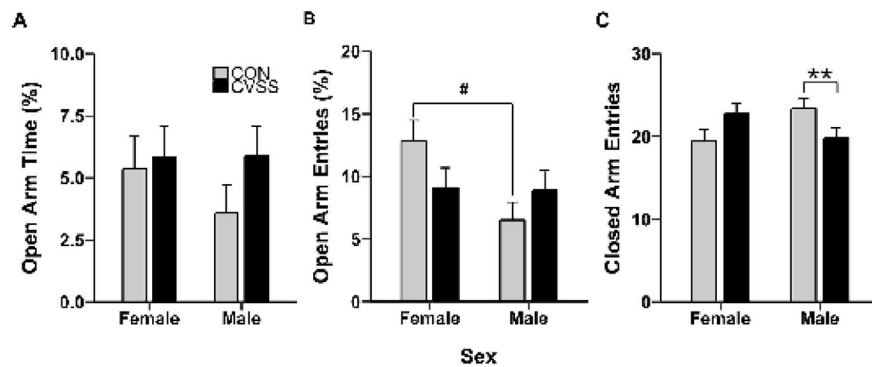 A
Open Arm Time (%)
10.0
7.5
5.0
2.5
0.0
CON
CVSS
Female
Male
B
Open Arm Entries (%)
20
15
10
5
0
#
Female
Male
Sex
C
Closed Arm Entries
30
20
10
0
**
Female
Male